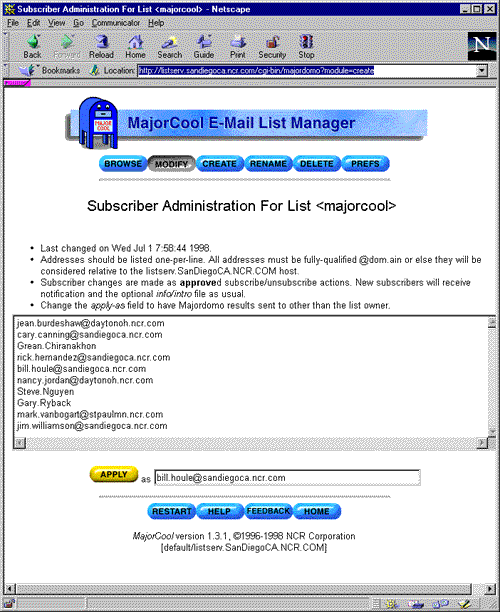 Subscriber Administration For List <majorcool> - Netscape
File Edit View Go Communicator Help
Back Forward Reload Home Search Guide Print Security Stop
N
Bookmarks Location: http://listserv.sandiegoca.ncr.com/cgi-bin/majordomo?module=create
MAJOR COOL
MajorCool E-Mail List Manager
BROWSE MODIFY CREATE RENAME DELETE PREFS
Subscriber Administration For List <majorcool>
• Last changed on Wed Jul 1 7:58:44 1998.
• Addresses should be listed one-per-line. All addresses must be fully-qualified @dom.ain or else they will be
considered relative to the listserv.SanDiegoCA.NCR.COM host.
• Subscriber changes are made as approved subscribe/unsubscribe actions. New subscribers will receive
notification and the optional info/intro file as usual.
• Change the apply-as field to have Majordomo results sent to other than the list owner.
jean.burdeshaw@daytonoh.ncr.com
cary.canning@sandiegoca.ncr.com
Grean.Chiranakhon
rick.hernandez@sandiegoca.ncr.com
bill.houle@sandiegoca.ncr.com
nancy.jordan@daytonoh.ncr.com
Steve.Nguyen
Gary.Ryback
mark.vanbogart@stpaulmn.ncr.com
jim.williamson@sandiegoca.ncr.com
APPLY as bill.houle@sandiegoca.ncr.com
RESTART HELP FEEDBACK HOME
MajorCool version 1.3.1, ©1996-1998 NCR Corporation
[default/listserv.SanDiegoCA.NCR.COM]